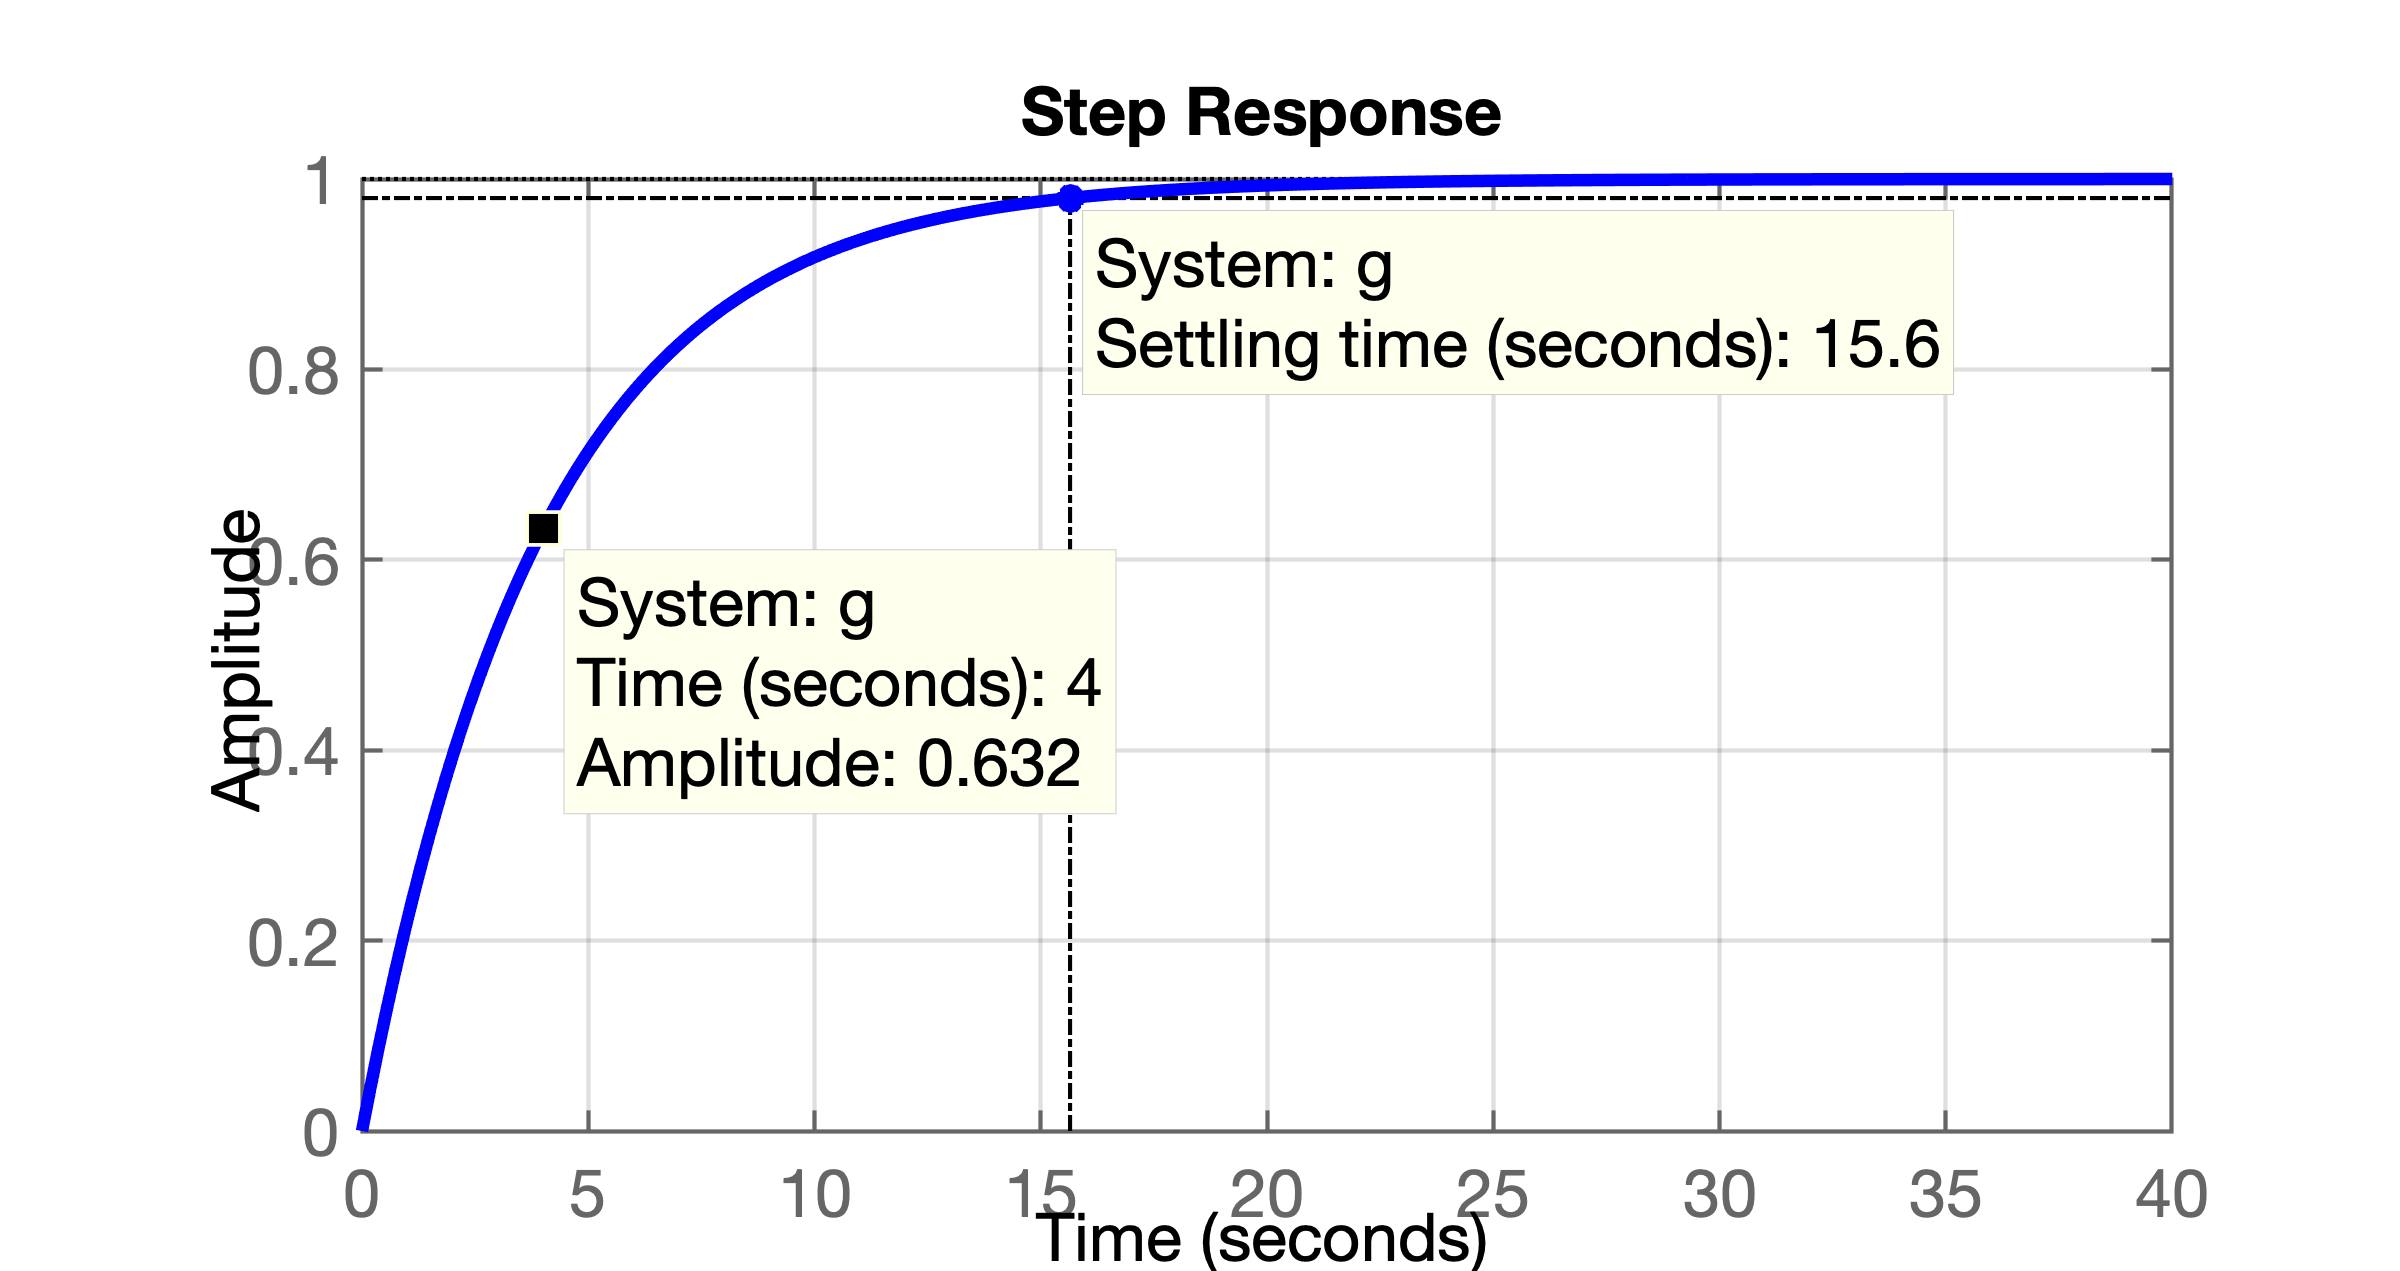 Step Response
1
0.8
0.6
0.4
0.2
0
Amplitude
System: g
Settling time (seconds): 15.6
System: g
Time (seconds): 4
Amplitude: 0.632
0 5 10 15 20 25 30 35 40
Time (seconds)